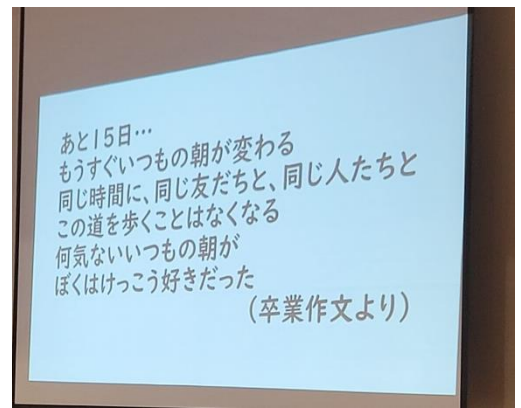 あと15日…
もうすぐいつもの朝が変わる
同じ時間に、同じ友だちと、同じ人たちと
この道を歩くことはなくなる
何気ないいつもの朝が
ぼくはけっこう好きだった
(卒業作文より)